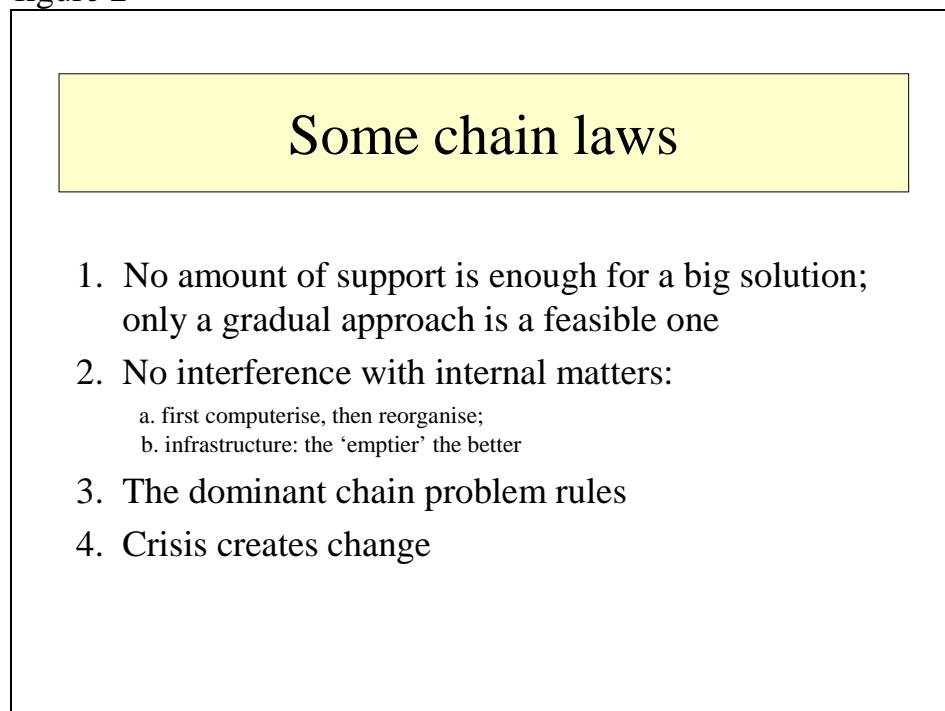 figure 2
Some chain laws
1. No amount of support is enough for a big solution;
only a gradual approach is a feasible one
2. No interference with internal matters:
a. first computerise, then reorganise;
b. infrastructure: the ‘emptier’ the better
3. The dominant chain problem rules
4. Crisis creates change